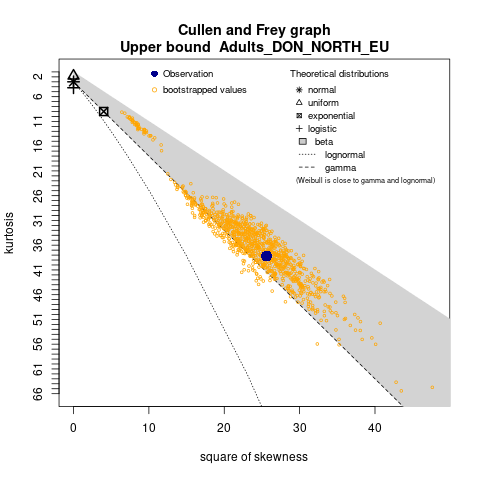 Cullen and Frey graph
Upper bound  Adults_DON_NORTH_EU
Observation
bootstrapped values
Theoretical distributions
normal
uniform
exponential
logistic
beta
lognormal
gamma
(Weibull is close to gamma and lognormal)
kurtosis
2
6
11
16
21
26
31
36
41
46
51
56
61
66
0
10
20
30
40
square of skewness